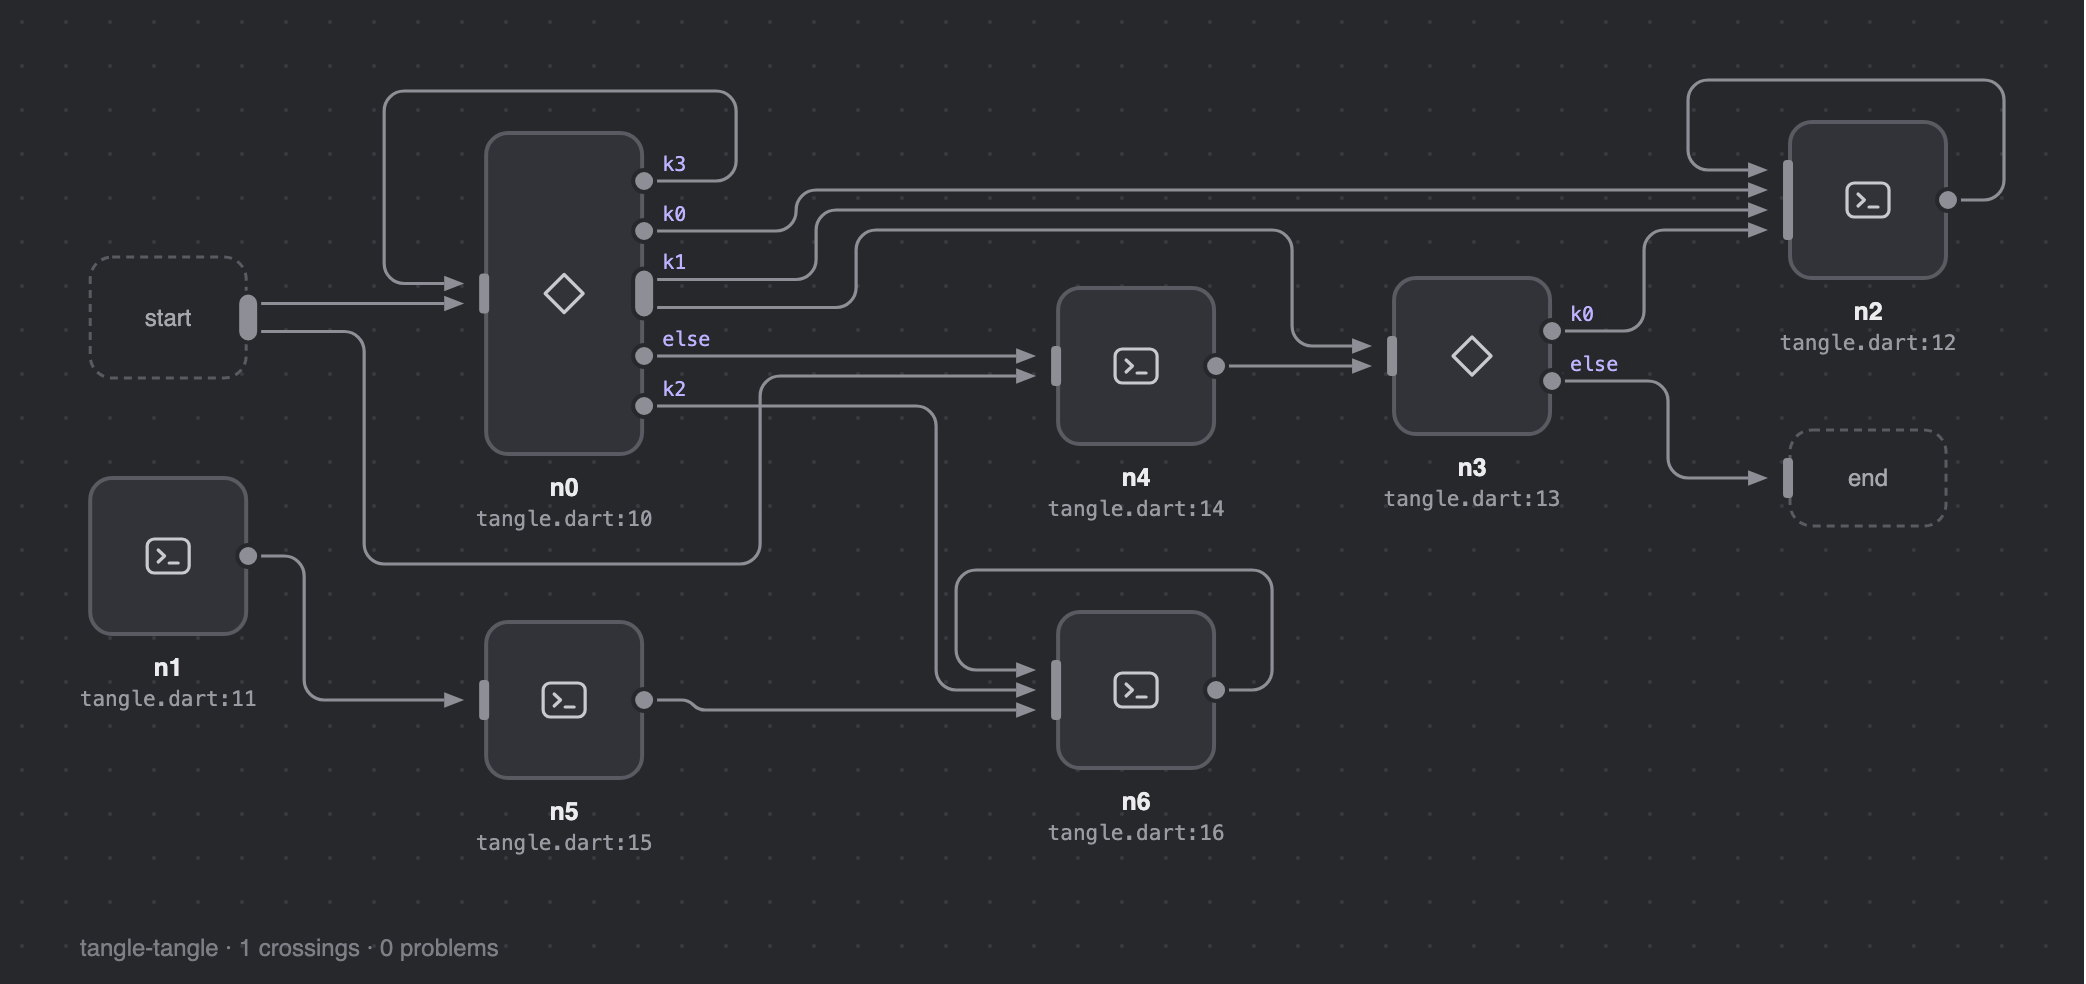 k3
k0
k1
else
k2
start
n0
tangle.dart:10
n1
tangle.dart:11
n5
tangle.dart:15
n4
tangle.dart:14
n6
tangle.dart:16
k0
else
n3
tangle.dart:13
n2
tangle.dart:12
end
tangle-tangle · 1 crossings · 0 problems